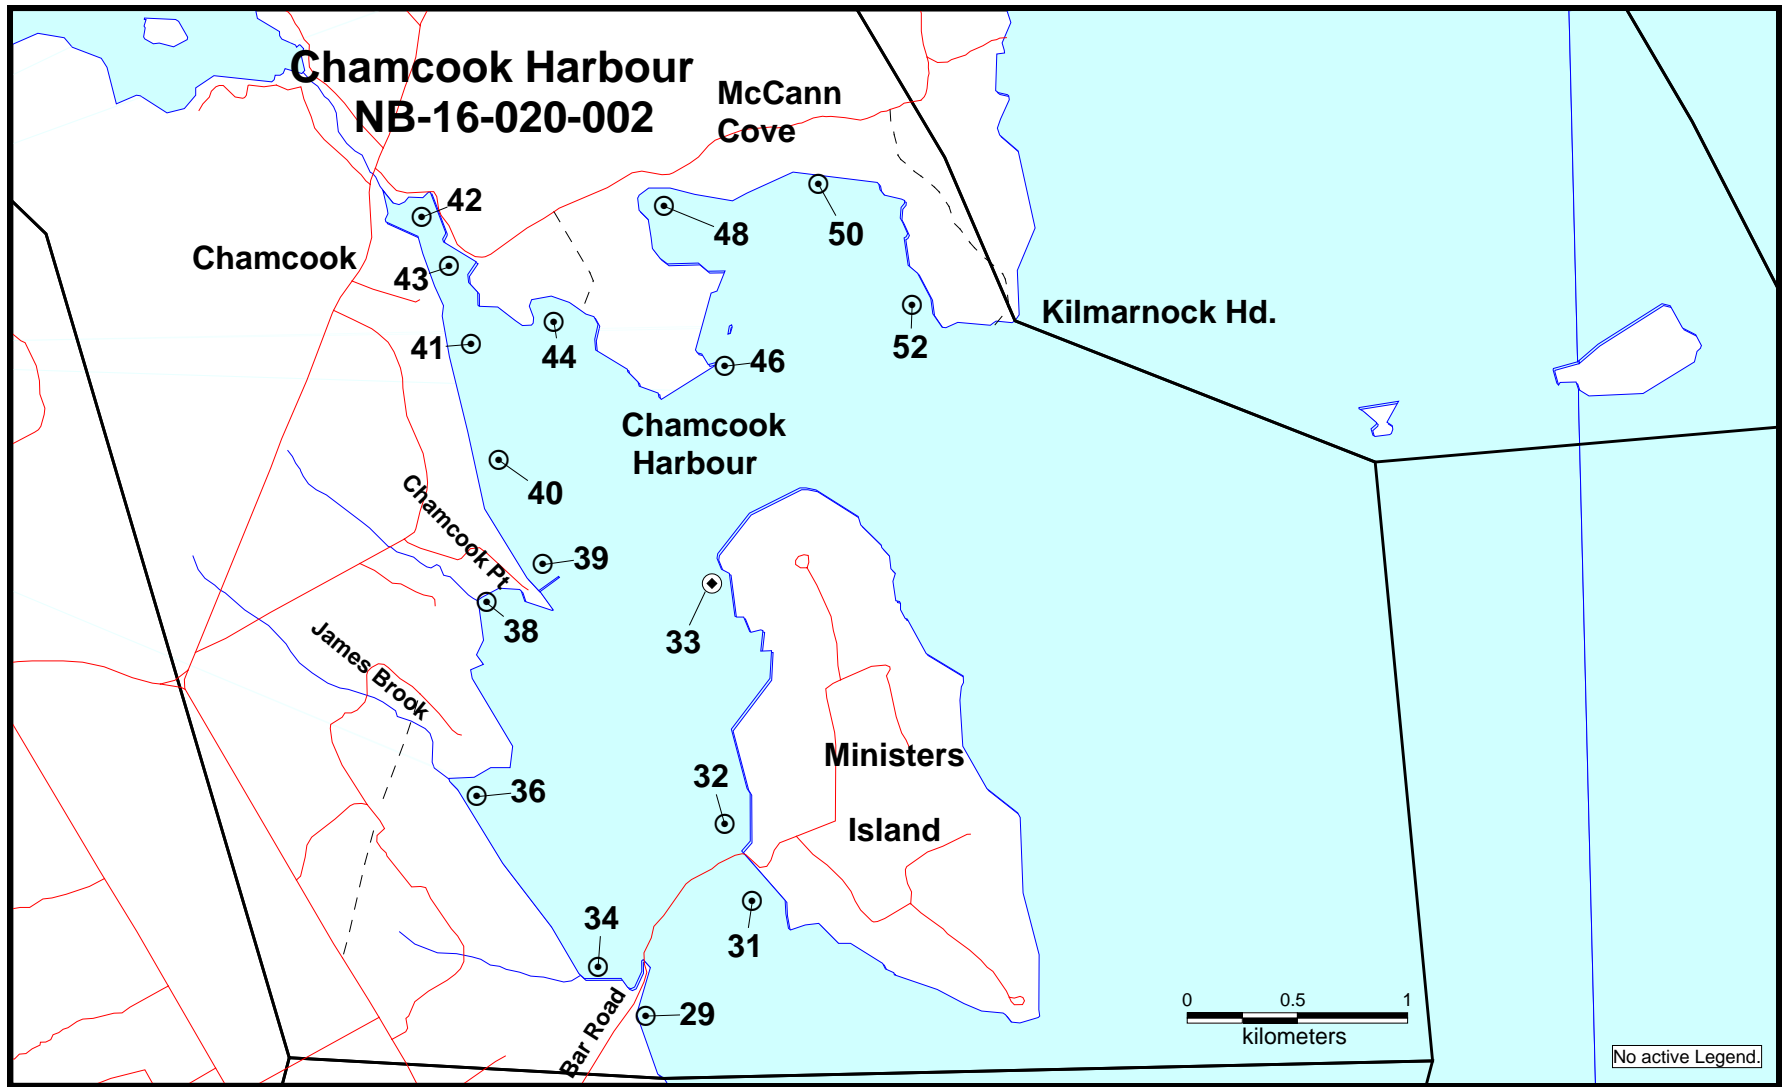 Chamcook Harbour
NB-16-020-002
McCann
Cove
42
48
50
Chamcook
43
Kilmarnock Hd.
41
44
46
52
Chamcook
Harbour
40
Chamcook Pt
39
38
33
James Brook
Ministers
32
36
Island
34
31
0 0.5 1
kilometers
29
Bar Road
No active Legend.